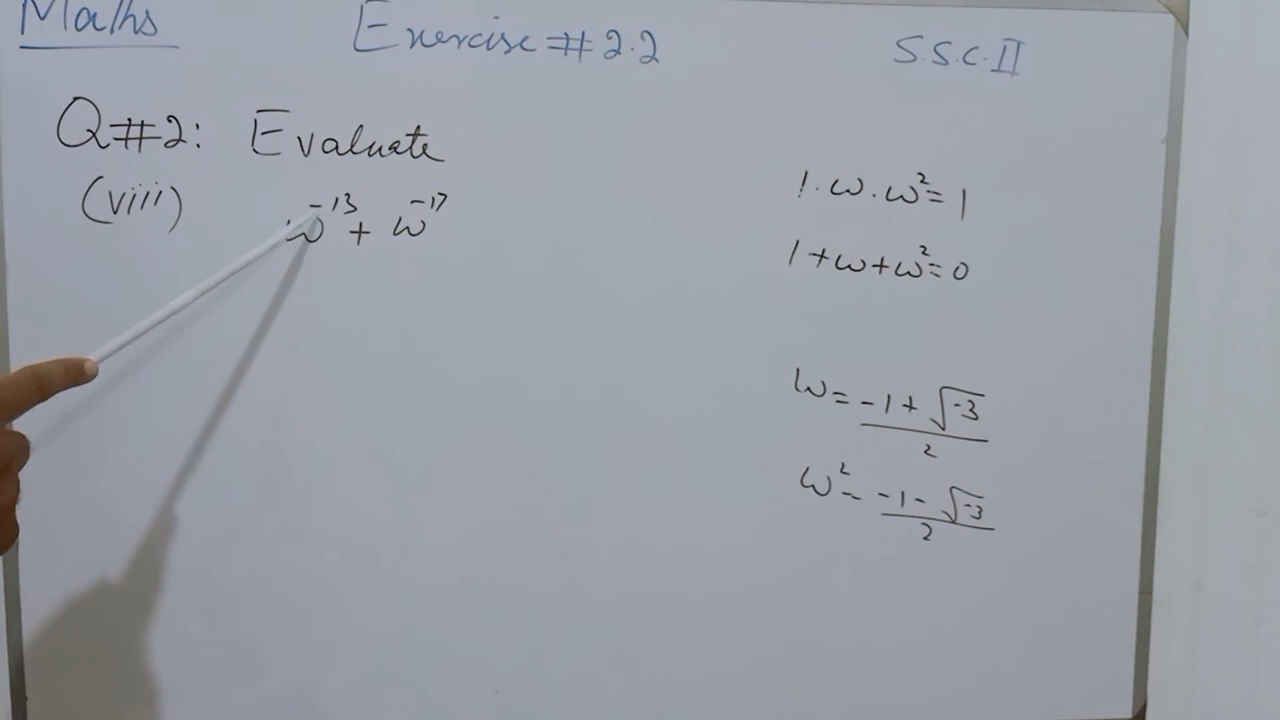 Maths Exercise # 2.2 S.S.C.II
Q#2: Evaluate
(viii) ω⁻¹³ + ω⁻¹⁷
1.ω.ω²=1
1+ω+ω²=0
ω = (-1+√-3)/2
ω² = (-1-√-3)/2